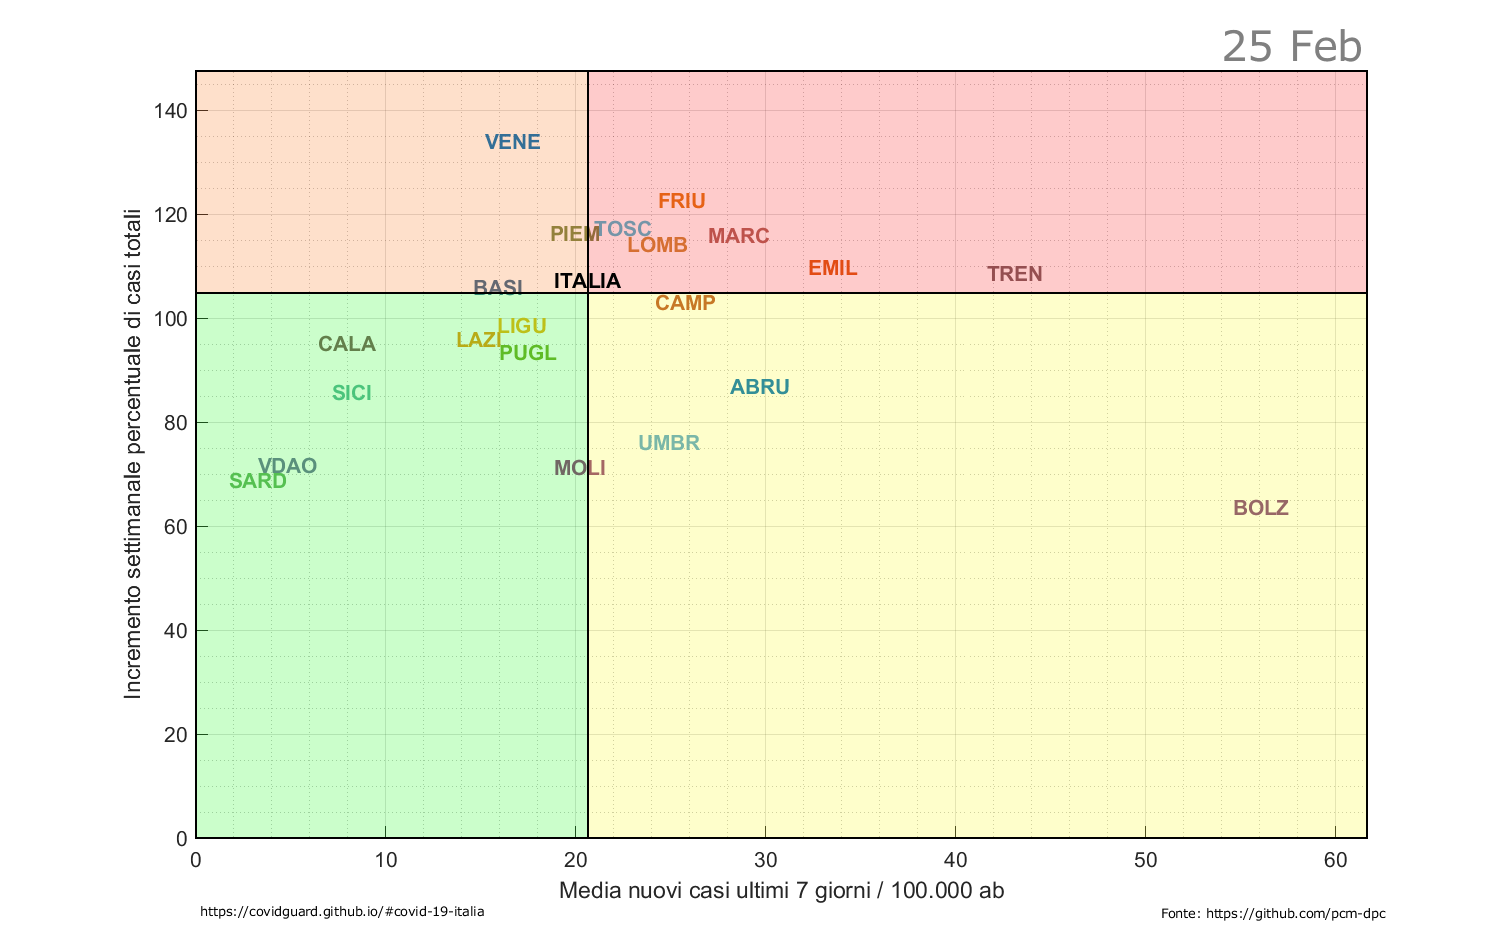 25 Feb
140
VENE
120
FRIU
PIEM
TOSC
LOMB
MARC
EMIL
TREN
ITALIA
BASI
CAMP
100
LIGU
LAZI
PUGL
CALA
SICI
ABRU
80
UMBR
MOLI
VDAO
SARD
BOLZ
60
40
20
0
Incremento settimanale percentuale di casi totali
0 10 20 30 40 50 60
Media nuovi casi ultimi 7 giorni / 100.000 ab
https://covidguard.github.io/#covid-19-italia
Fonte: https://github.com/pcm-dpc